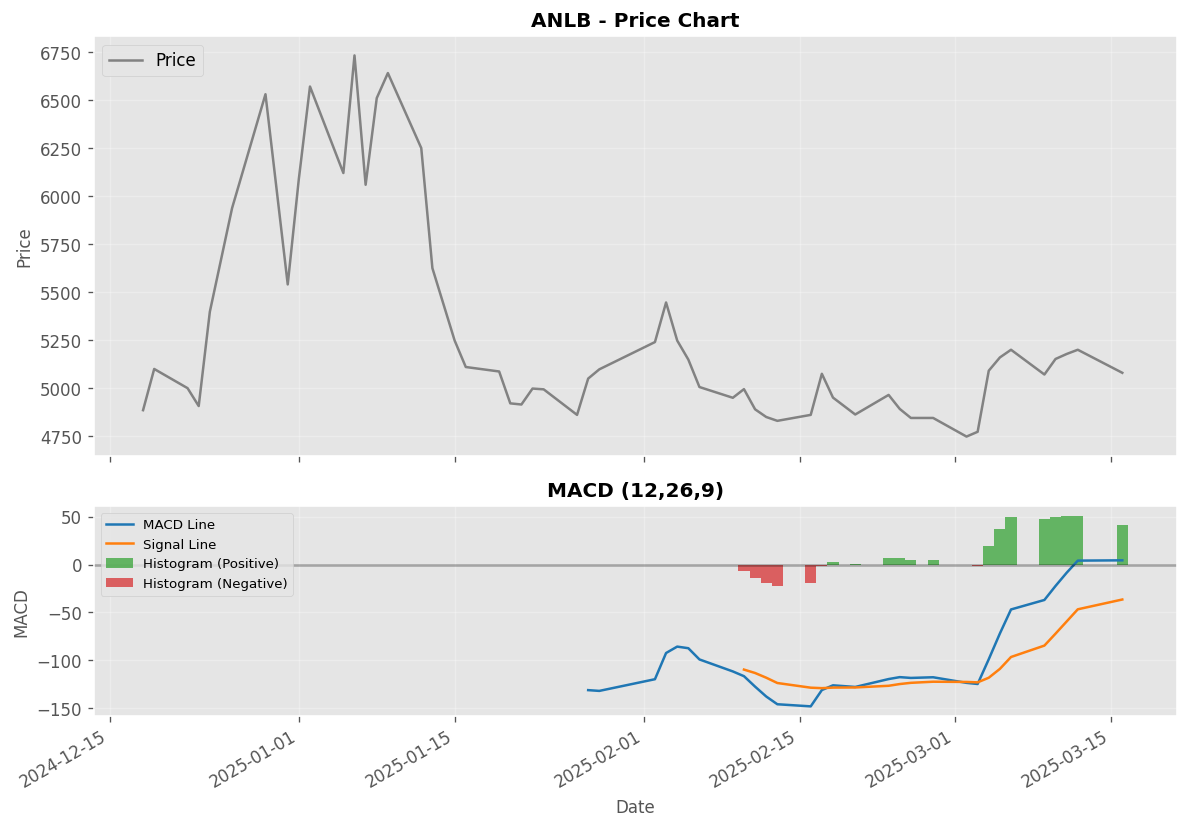 ANLB - Price Chart
Price
6750
6500
6250
6000
5750
5500
5250
5000
4750
Price
MACD (12,26,9)
MACD Line
Signal Line
Histogram (Positive)
Histogram (Negative)
50
0
−50
−100
−150
MACD
2024-12-15
2025-01-01
2025-01-15
2025-02-01
2025-02-15
2025-03-01
2025-03-15
Date